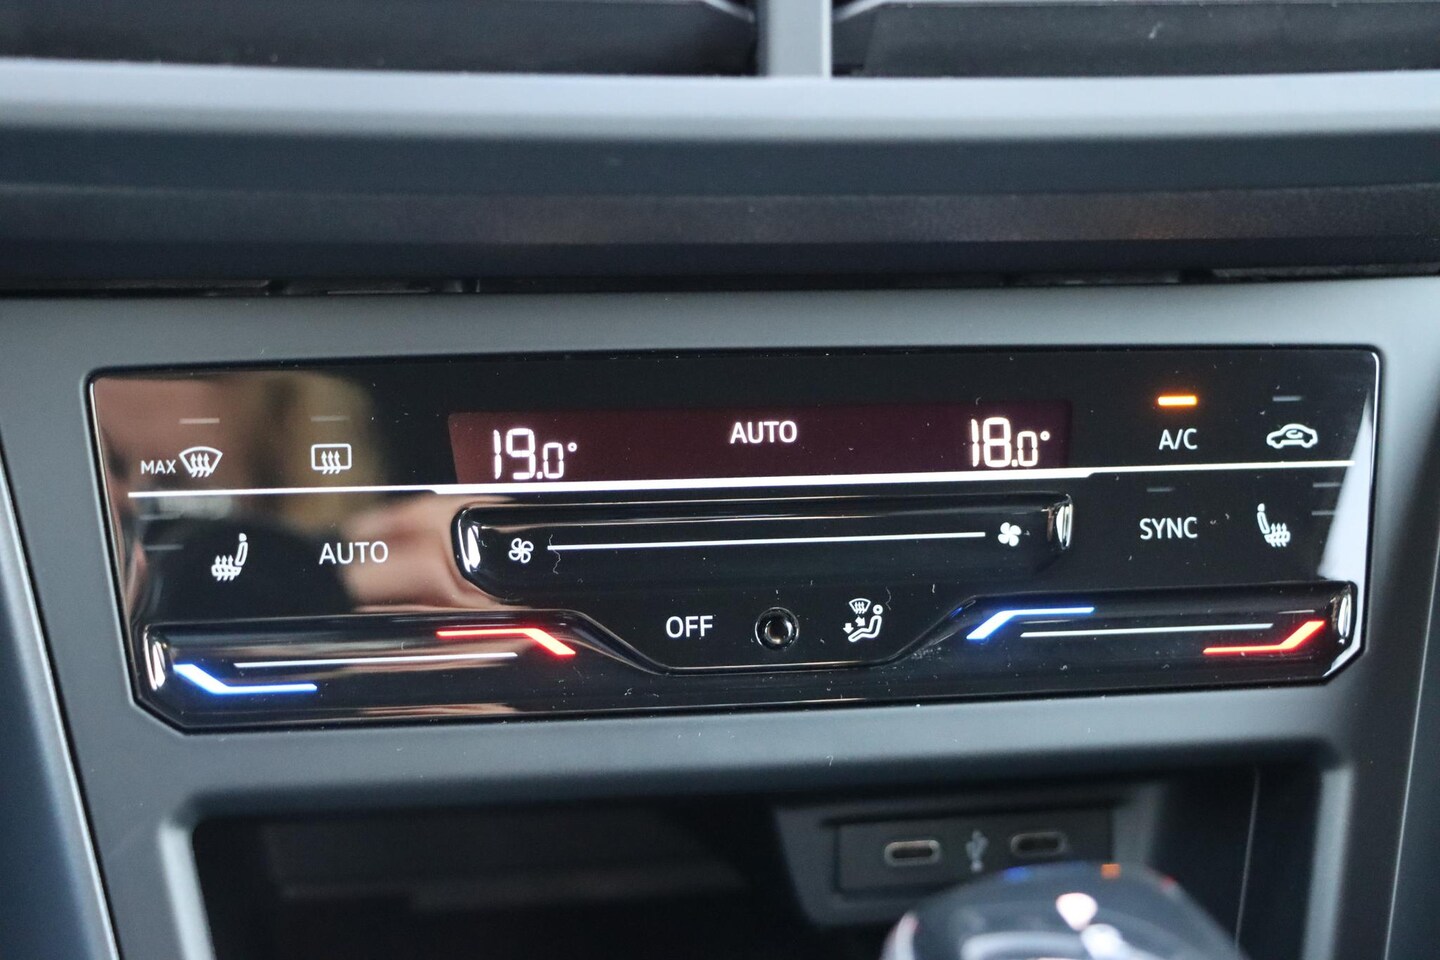 19.0° AUTO 18.0°
MAX A/C
AUTO SYNC
OFF